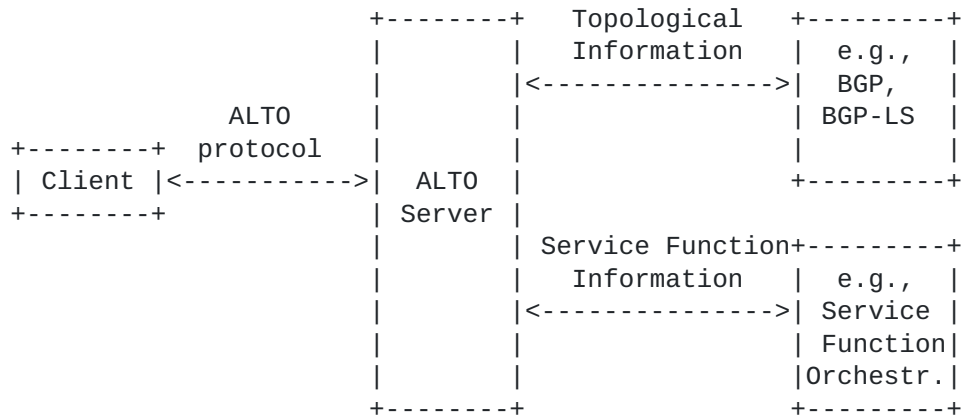 +--------+   Topological    +---------+
|        |   Information    |  e.g.,  |
|        |<--------------->|  BGP,   |
ALTO         |        |                 | BGP-LS  |
+--------+  protocol   |        |                 |         |
| Client |<----------->|  ALTO  |                 +---------+
+--------+             | Server |
|        | Service Function+---------+
|        |   Information   |  e.g.,  |
|        |<--------------->| Service |
|        |                 | Function|
|        |                 |Orchestr.|
+--------+                 +---------+